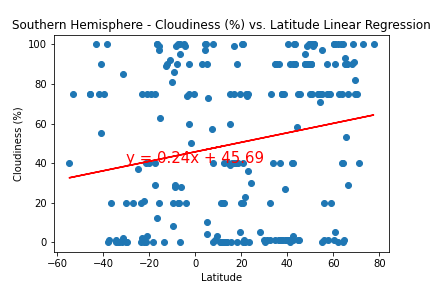 Southern Hemisphere - Cloudiness (%) vs. Latitude Linear Regression
100
80
60
40
20
0
Cloudiness (%)
y = 0.24x + 45.69
−60 −40 −20 0 20 40 60 80
Latitude